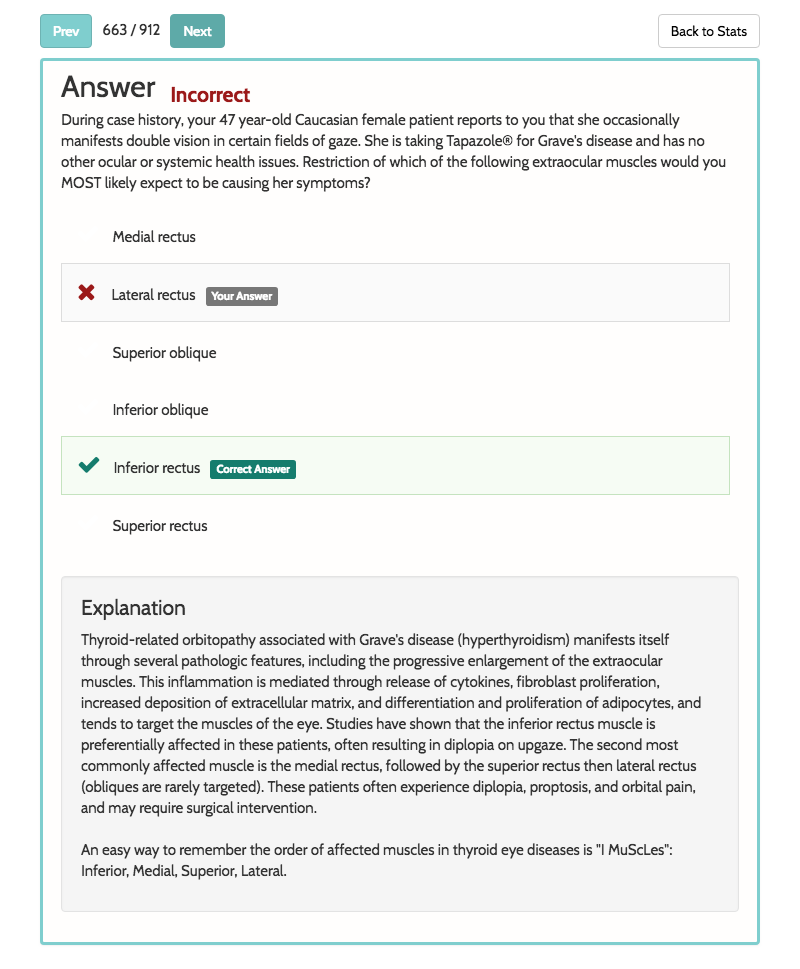 Prev 663 / 912 Next Back to Stats
Answer Incorrect
During case history, your 47 year-old Caucasian female patient reports to you that she occasionally
manifests double vision in certain fields of gaze. She is taking Tapazole® for Grave's disease and has no
other ocular or systemic health issues. Restriction of which of the following extraocular muscles would you
MOST likely expect to be causing her symptoms?
Medial rectus
Lateral rectus Your Answer
Superior oblique
Inferior oblique
Inferior rectus Correct Answer
Superior rectus
Explanation
Thyroid-related orbitopathy associated with Grave's disease (hyperthyroidism) manifests itself
through several pathologic features, including the progressive enlargement of the extraocular
muscles. This inflammation is mediated through release of cytokines, fibroblast proliferation,
increased deposition of extracellular matrix, and differentiation and proliferation of adipocytes, and
tends to target the muscles of the eye. Studies have shown that the inferior rectus muscle is
preferentially affected in these patients, often resulting in diplopia on upgaze. The second most
commonly affected muscle is the medial rectus, followed by the superior rectus then lateral rectus
(obliques are rarely targeted). These patients often experience diplopia, proptosis, and orbital pain,
and may require surgical intervention.
An easy way to remember the order of affected muscles in thyroid eye diseases is "I MuScLes":
Inferior, Medial, Superior, Lateral.